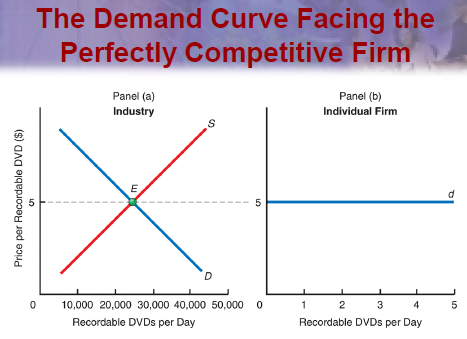 The Demand Curve Facing the
Perfectly Competitive Firm
Panel (a)
Industry
Price per Recordable DVD ($)
S
E
5
D
0 10,000 20,000 30,000 40,000 50,000
Recordable DVDs per Day
Panel (b)
Individual Firm
5
d
0 1 2 3 4 5
Recordable DVDs per Day